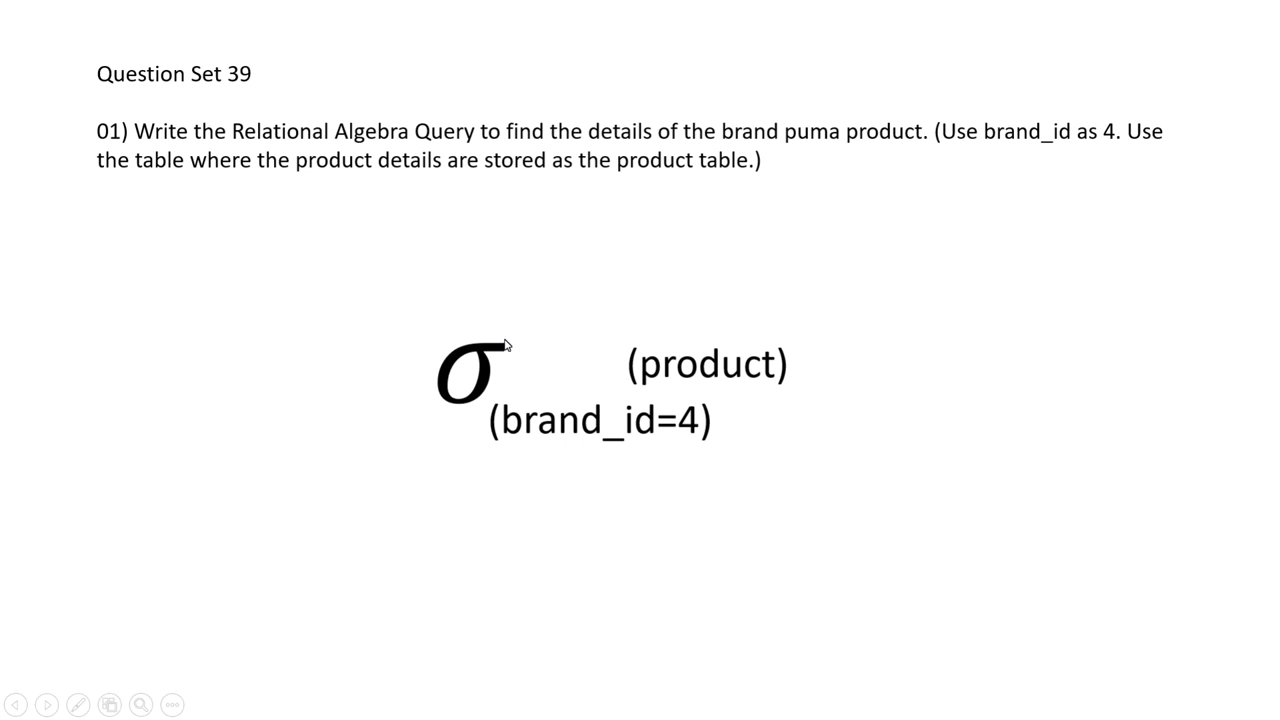 Question Set 39
01) Write the Relational Algebra Query to find the details of the brand puma product. (Use brand_id as 4. Use
the table where the product details are stored as the product table.)
σ (product)
(brand_id=4)